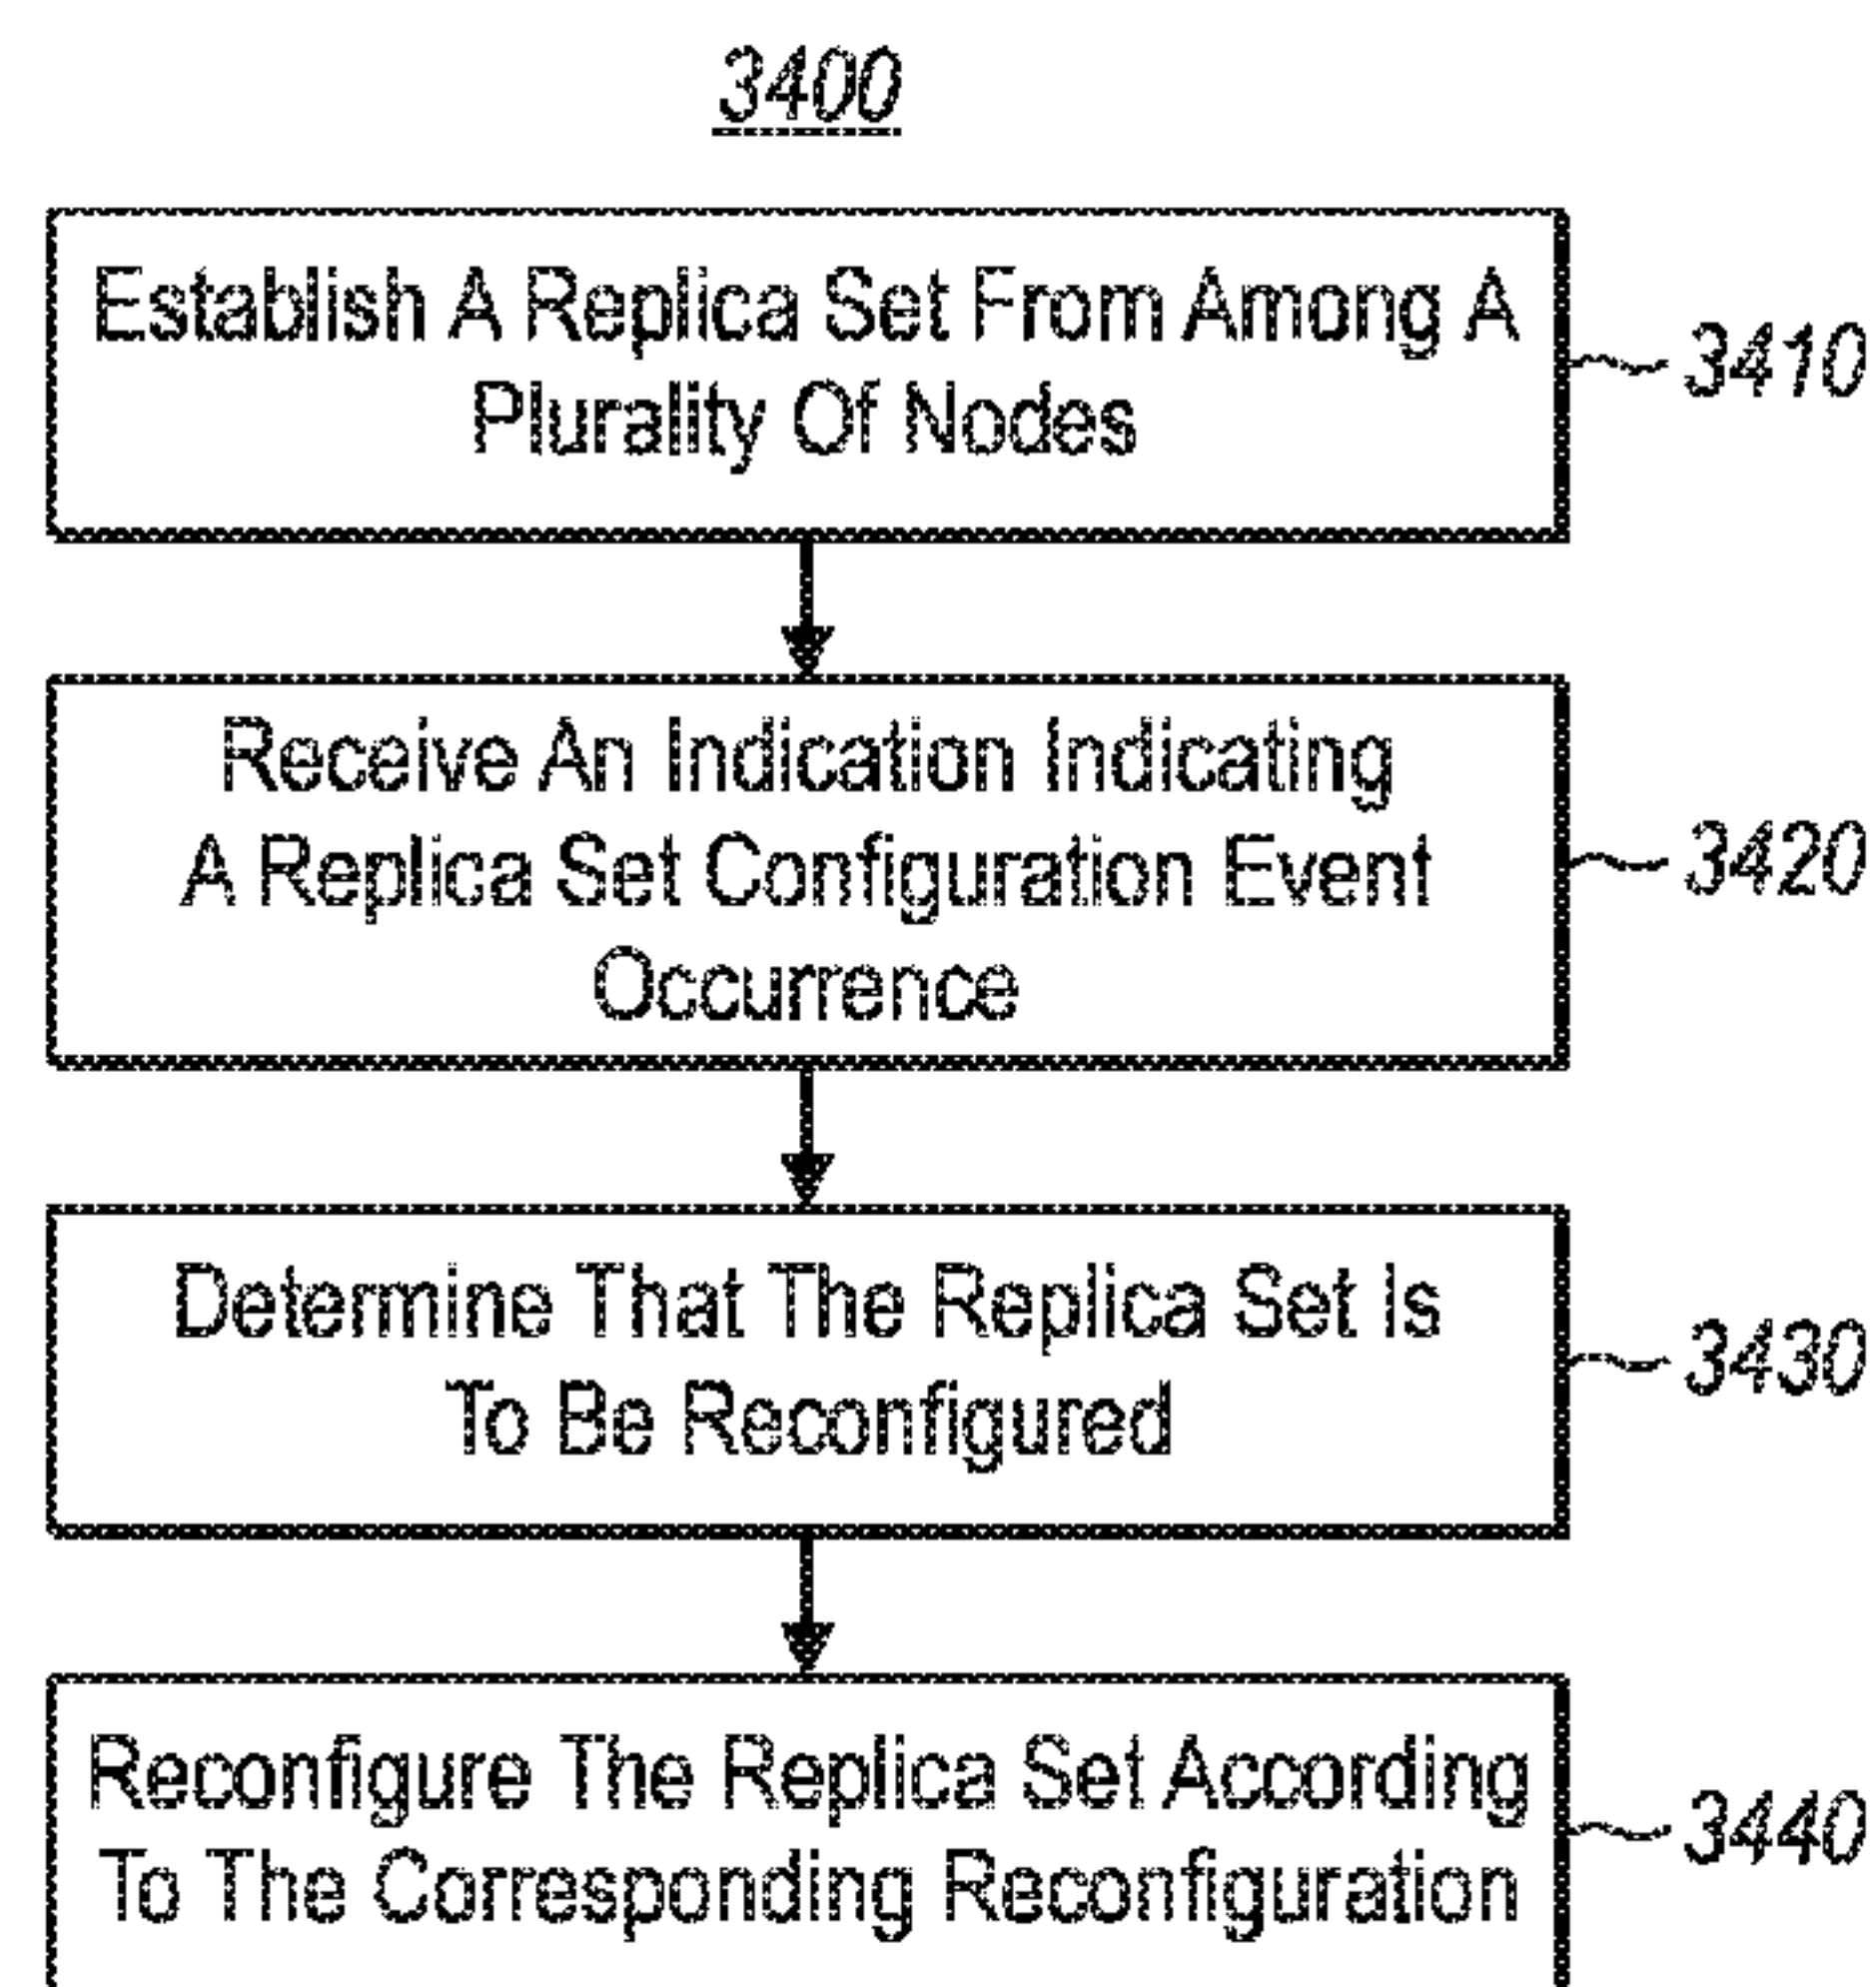 3400
Establish A Replica Set From Among A
Plurality Of Nodes
3410
Receive An Indication Indicating
A Replica Set Configuration Event
Occurrence
3420
Determine That The Replica Set Is
To Be Reconfigured
3430
Reconfigure The Replica Set According
To The Corresponding Reconfiguration
3440